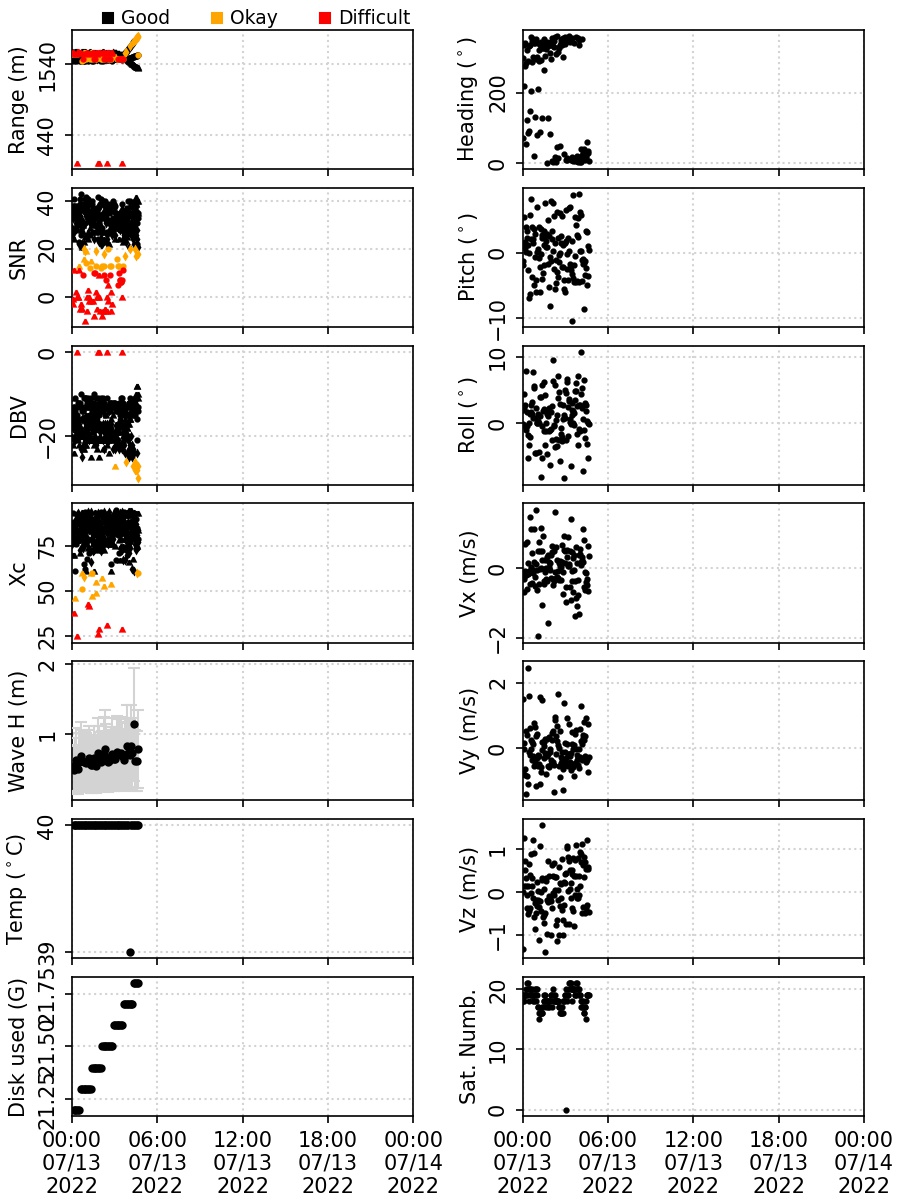 Good Okay Difficult
Range (m)
1540
440
Heading (°)
200
0
SNR
40
20
0
Pitch (°)
0
−10
DBV
0
−20
Roll (°)
10
0
Xc
75
50
25
Vx (m/s)
0
−2
Wave H (m)
2
1
Vy (m/s)
2
0
Temp (°C)
40
39
Vz (m/s)
1
0
−1
Disk used (G)
21.75
21.50
21.25
Sat. Numb.
20
10
0
00:00 06:00 12:00 18:00 00:00
07/13 07/13 07/13 07/13 07/14
2022 2022 2022 2022 2022
00:00 06:00 12:00 18:00 00:00
07/13 07/13 07/13 07/13 07/14
2022 2022 2022 2022 2022